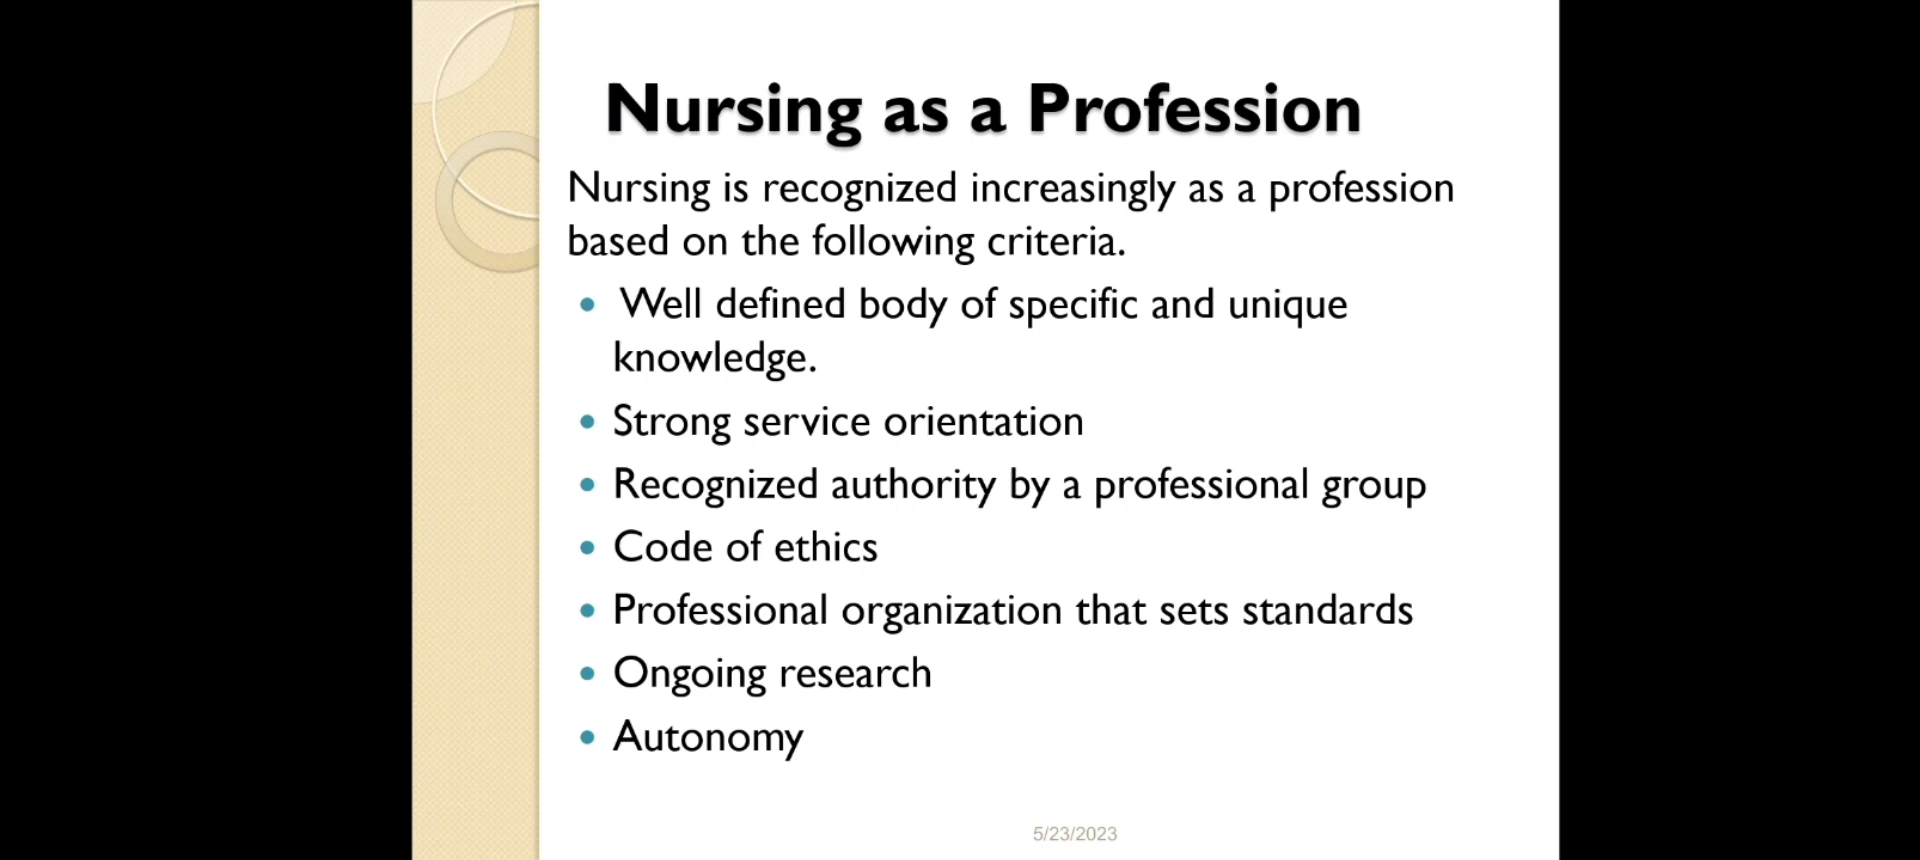 Nursing as a Profession
Nursing is recognized increasingly as a profession
based on the following criteria.
• Well defined body of specific and unique
knowledge.
• Strong service orientation
• Recognized authority by a professional group
• Code of ethics
• Professional organization that sets standards
• Ongoing research
• Autonomy
5/23/2023